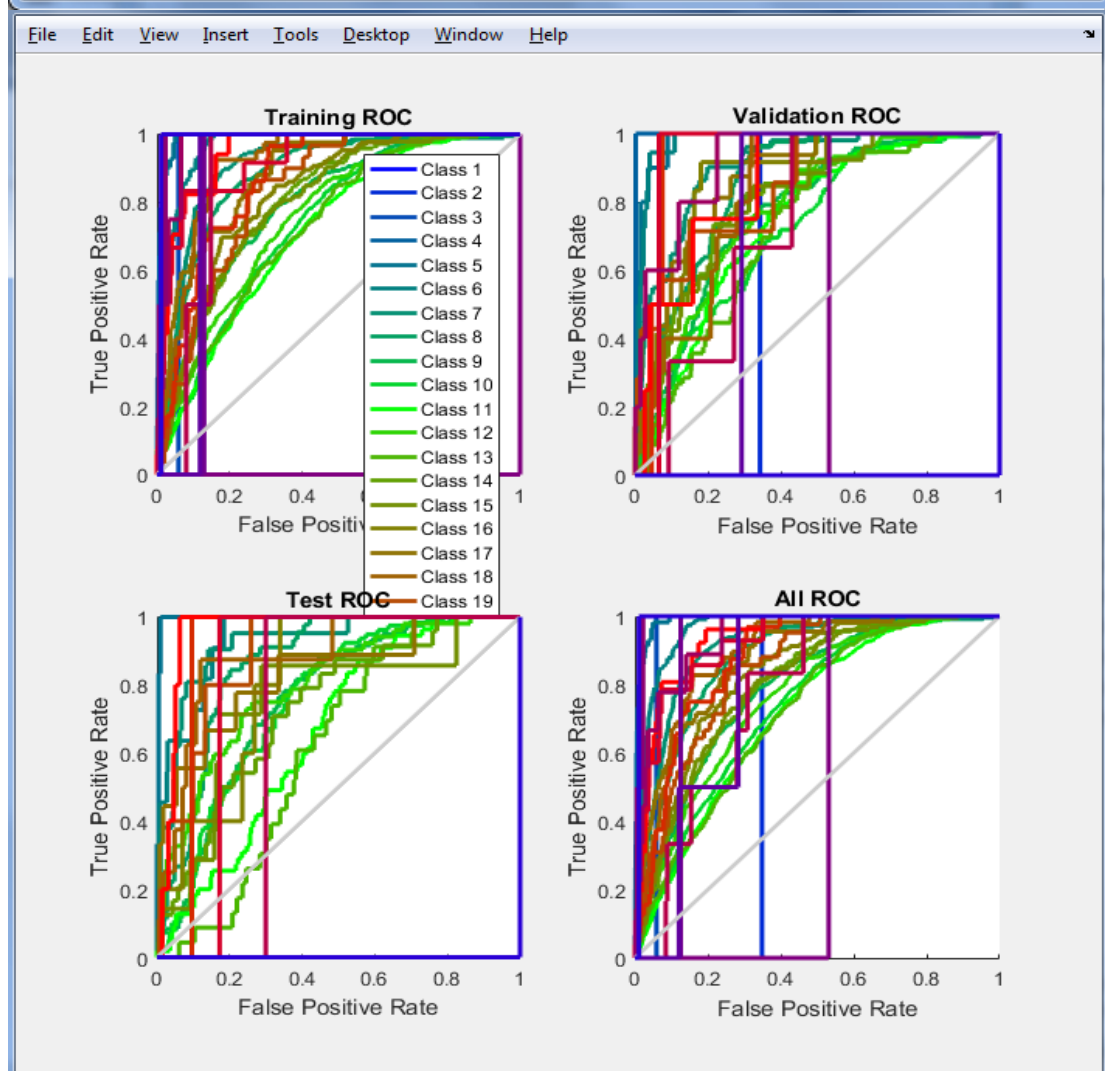 File Edit View Insert Tools Desktop Window Help
Training ROC
1
0.8
0.6
0.4
0.2
0
True Positive Rate
0 0.2 0.4 1
False Positiv
Class 1
Class 2
Class 3
Class 4
Class 5
Class 6
Class 7
Class 8
Class 9
Class 10
Class 11
Class 12
Class 13
Class 14
Class 15
Class 16
Class 17
Class 18
Class 19
Validation ROC
1
0.8
0.6
0.4
0.2
0
True Positive Rate
0 0.2 0.4 0.6 0.8 1
False Positive Rate
Test ROC
1
0.8
0.6
0.4
0.2
0
True Positive Rate
0 0.2 0.4 0.6 0.8 1
False Positive Rate
All ROC
1
0.8
0.6
0.4
0.2
0
True Positive Rate
0 0.2 0.4 0.6 0.8 1
False Positive Rate